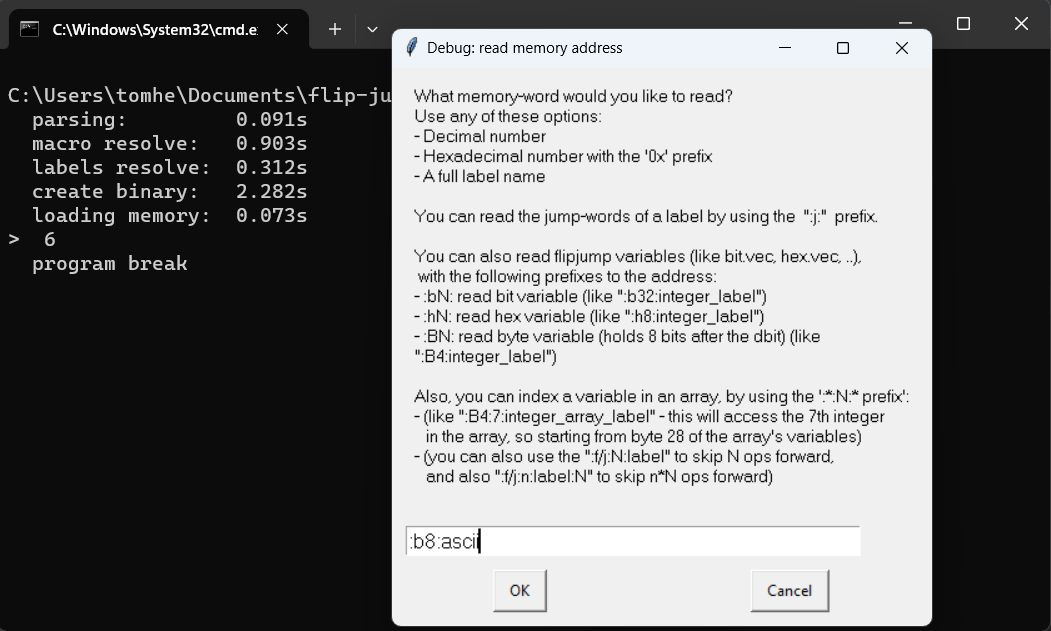 C:\Windows\System32\cmd.e:
Debug: read memory address
C:\Users\tomhe\Documents\flip-ju
parsing: 0.091s
macro resolve: 0.903s
labels resolve: 0.312s
create binary: 2.282s
loading memory: 0.073s
> 6
program break
What memory-word would you like to read?
Use any of these options:
- Decimal number
- Hexadecimal number with the '0x' prefix
- A full label name
You can read the jump-words of a label by using the ":j:" prefix.
You can also read flipjump variables (like bit.vec, hex.vec, ..),
with the following prefixes to the address:
- :bN: read bit variable (like ":b32:integer_label")
- :hN: read hex variable (like ":h8:integer_label")
- :BN: read byte variable (holds 8 bits after the dbit) (like
":B4:integer_label")
Also, you can index a variable in an array, by using the ':*:N:* prefix':
- (like ":B4:7:integer_array_label" - this will access the 7th integer
in the array, so starting from byte 28 of the array's variables)
- (you can also use the ":f/j:N:label" to skip N ops forward,
and also ":f/j:n:label:N" to skip n*N ops forward)
:b8:ascii
OK
Cancel